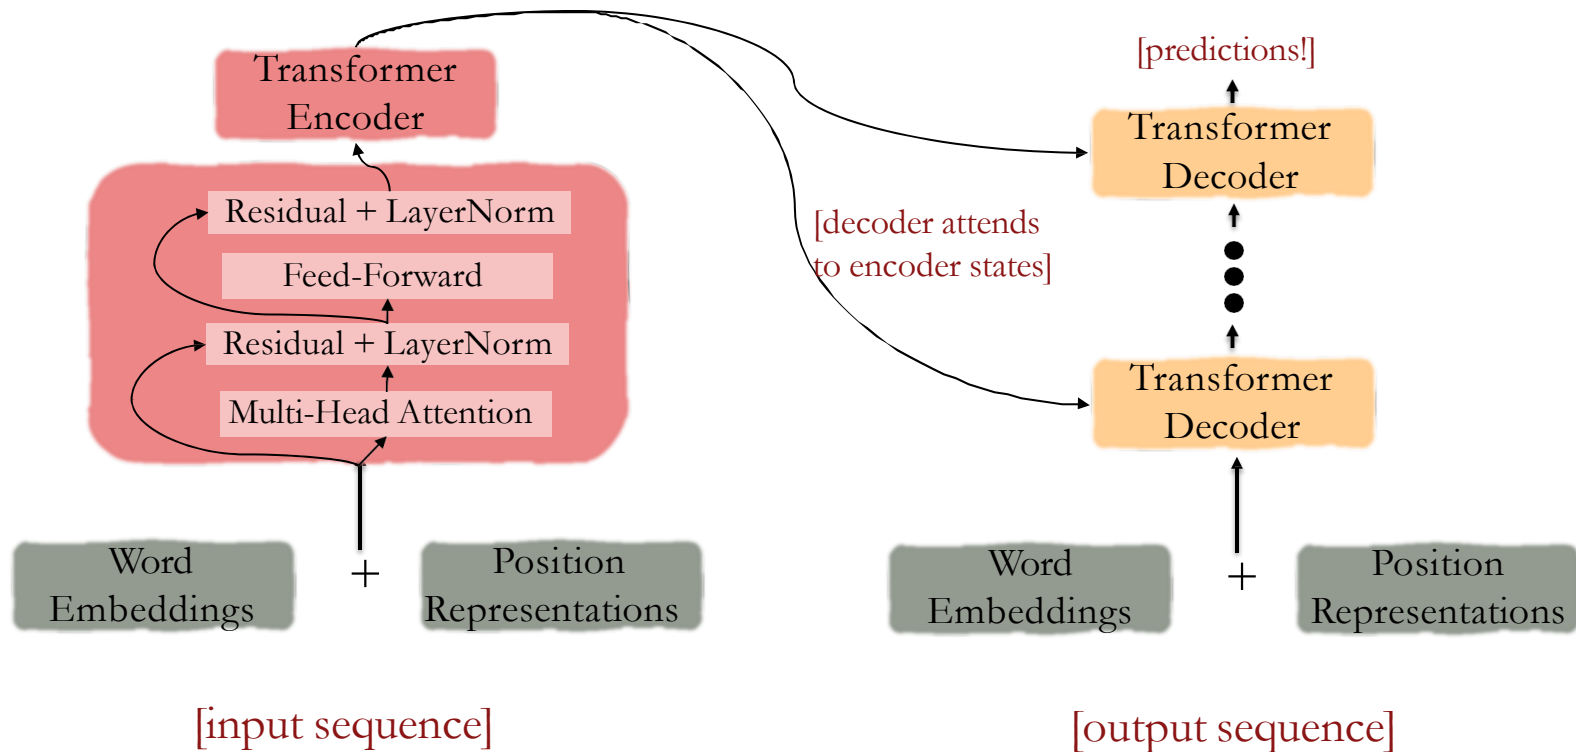 Transformer
Encoder
Residual + LayerNorm
Feed-Forward
Residual + LayerNorm
Multi-Head Attention
Word
Embeddings
+
Position
Representations
[input sequence]
[decoder attends
to encoder states]
[predictions!]
Transformer
Decoder
Transformer
Decoder
Word
Embeddings
+
Position
Representations
[output sequence]